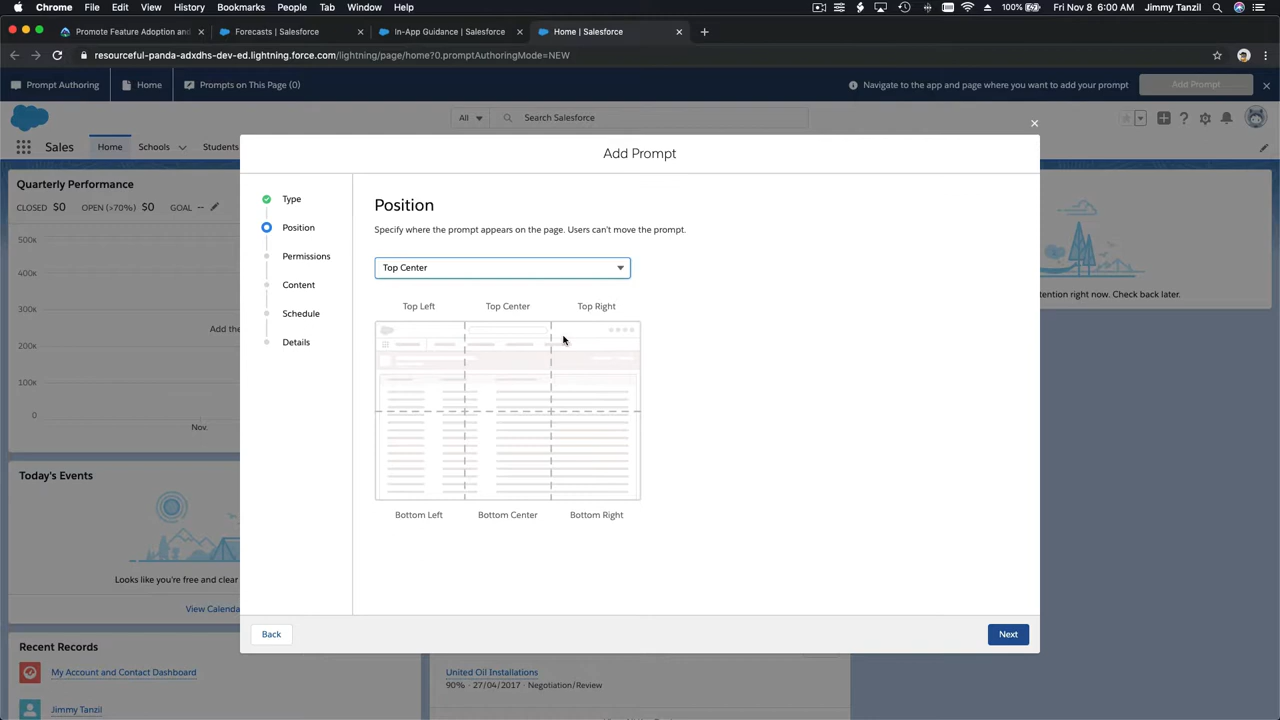 Chrome File Edit View History Bookmarks People Tab Window Help 100% Fri Nov 8 6:00 AM Jimmy Tanzil
Promote Feature Adoption and Forecasts | Salesforce In-App Guidance | Salesforce Home | Salesforce
resourceful-panda-adxdhs-dev-ed.lightning.force.com/lightning/page/home?0.promptAuthoringMode=NEW
Prompt Authoring Home Prompts on This Page (0) Navigate to the app and page where you want to add your prompt Add Prompt
All Search Salesforce
Sales Home Schools Students
Add Prompt
Quarterly Performance
CLOSED $0 OPEN (>70%) $0 GOAL --
500K
400K
300K
200K
100K
0
Add the
Nov.
Type
Position
Permissions
Content
Schedule
Details
Position
Specify where the prompt appears on the page. Users can't move the prompt.
Top Center
Top Left Top Center Top Right
Bottom Left Bottom Center Bottom Right
tention right now. Check back later.
Today's Events
Looks like you're free and clear
View Calenda
Back Next
Recent Records
My Account and Contact Dashboard
Jimmy Tanzil
United Oil Installations
90% · 27/04/2017 · Negotiation/Review